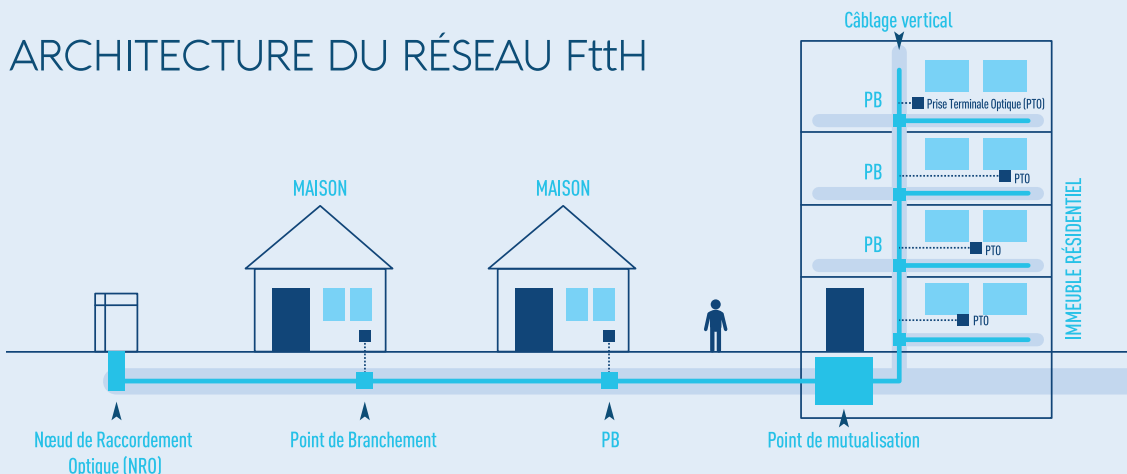 ARCHITECTURE DU RÉSEAU FttH
Câblage vertical
PB
Prise Terminale Optique (PTO)
PB
PTO
PB
PTO
PTO
IMMEUBLE RÉSIDENTIEL
MAISON
MAISON
Nœud de Raccordement
Optique (NRO)
Point de Branchement
PB
Point de mutualisation